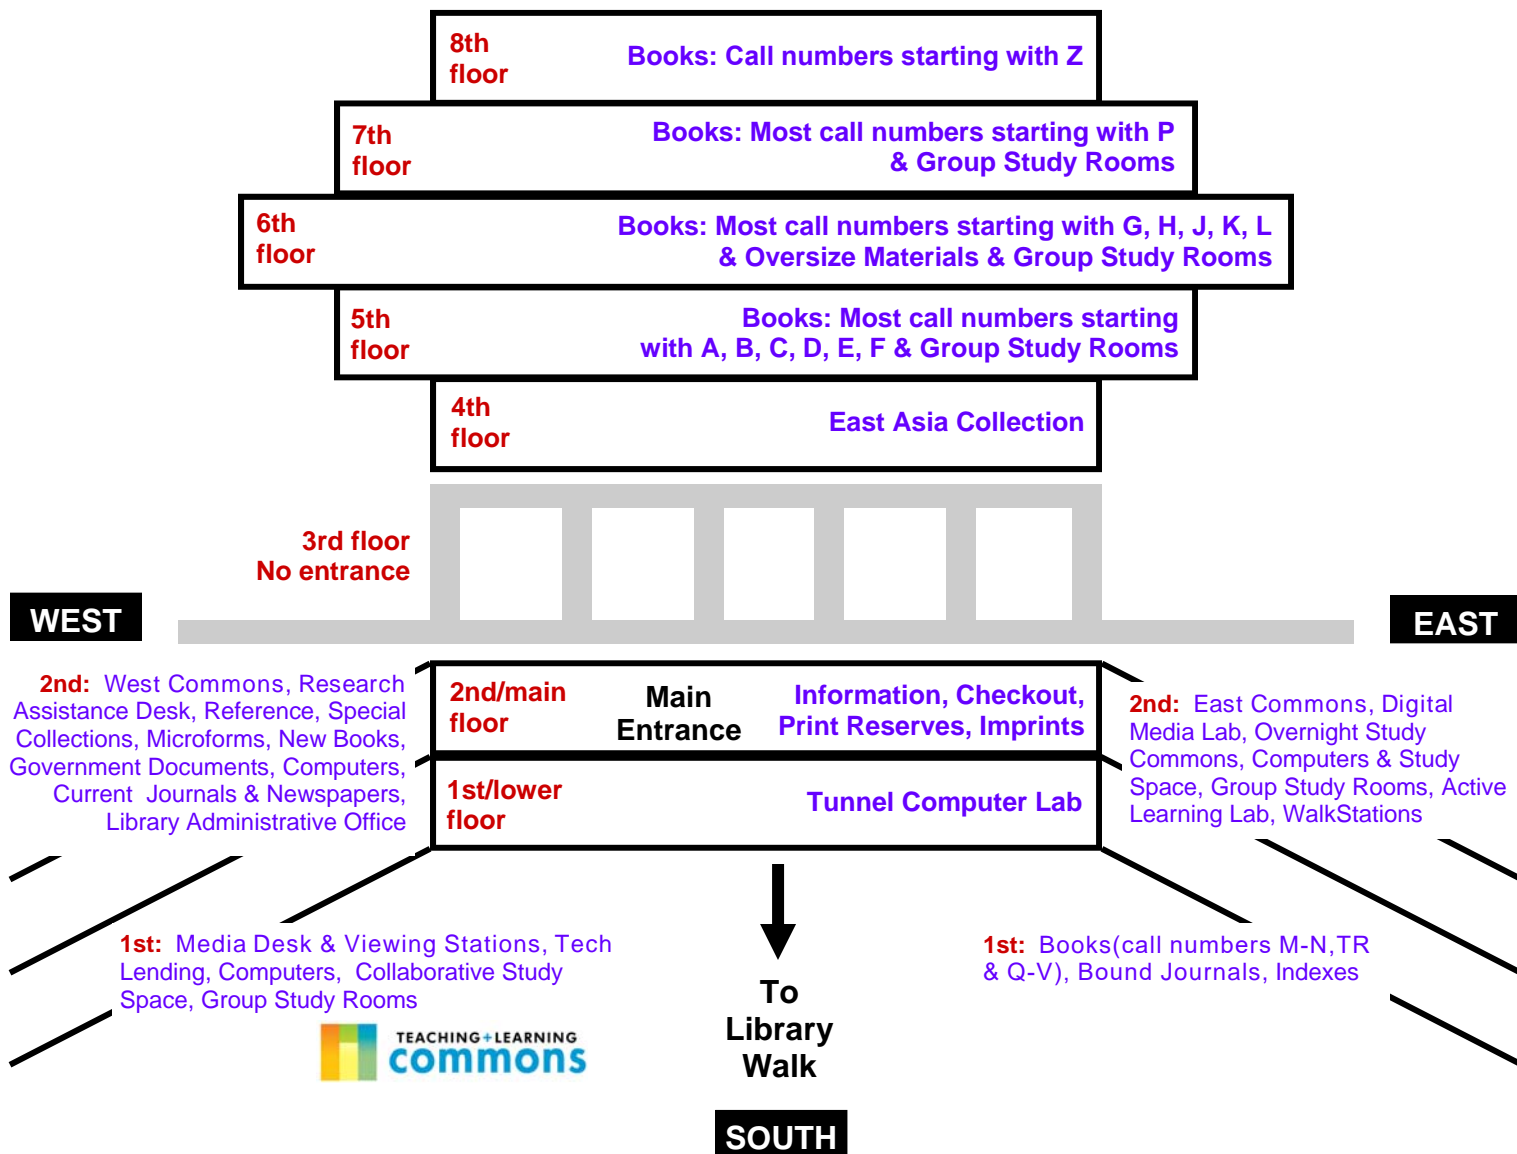 8th
floor
Books: Call numbers starting with Z
7th
floor
Books: Most call numbers starting with P
& Group Study Rooms
6th
floor
Books: Most call numbers starting with G, H, J, K, L
& Oversize Materials & Group Study Rooms
5th
floor
Books: Most call numbers starting
with A, B, C, D, E, F & Group Study Rooms
4th
floor
East Asia Collection
3rd floor
No entrance
WEST
EAST
2nd: West Commons, Research
Assistance Desk, Reference, Special
Collections, Microforms, New Books,
Government Documents, Computers,
Current Journals & Newspapers,
Library Administrative Office
2nd/main
floor
Main
Entrance
Information, Checkout,
Print Reserves, Imprints
2nd: East Commons, Digital
Media Lab, Overnight Study
Commons, Computers & Study
Space, Group Study Rooms, Active
Learning Lab, WalkStations
1st/lower
floor
Tunnel Computer Lab
1st: Media Desk & Viewing Stations, Tech
Lending, Computers, Collaborative Study
Space, Group Study Rooms
TEACHING+LEARNING
commons
To
Library
Walk
1st: Books(call numbers M-N,TR
& Q-V), Bound Journals, Indexes
SOUTH